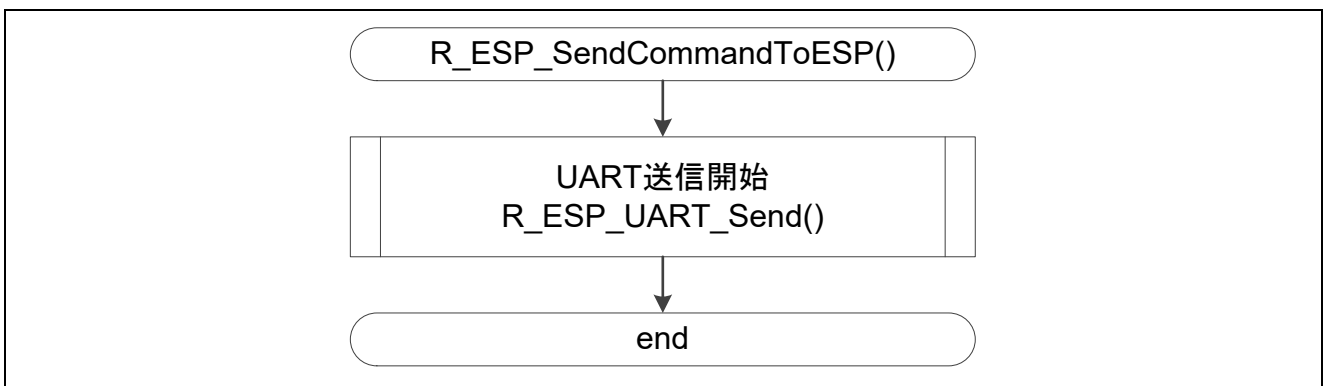 R_ESP_SendCommandToESP()
UART送信開始
R_ESP_UART_Send()
end